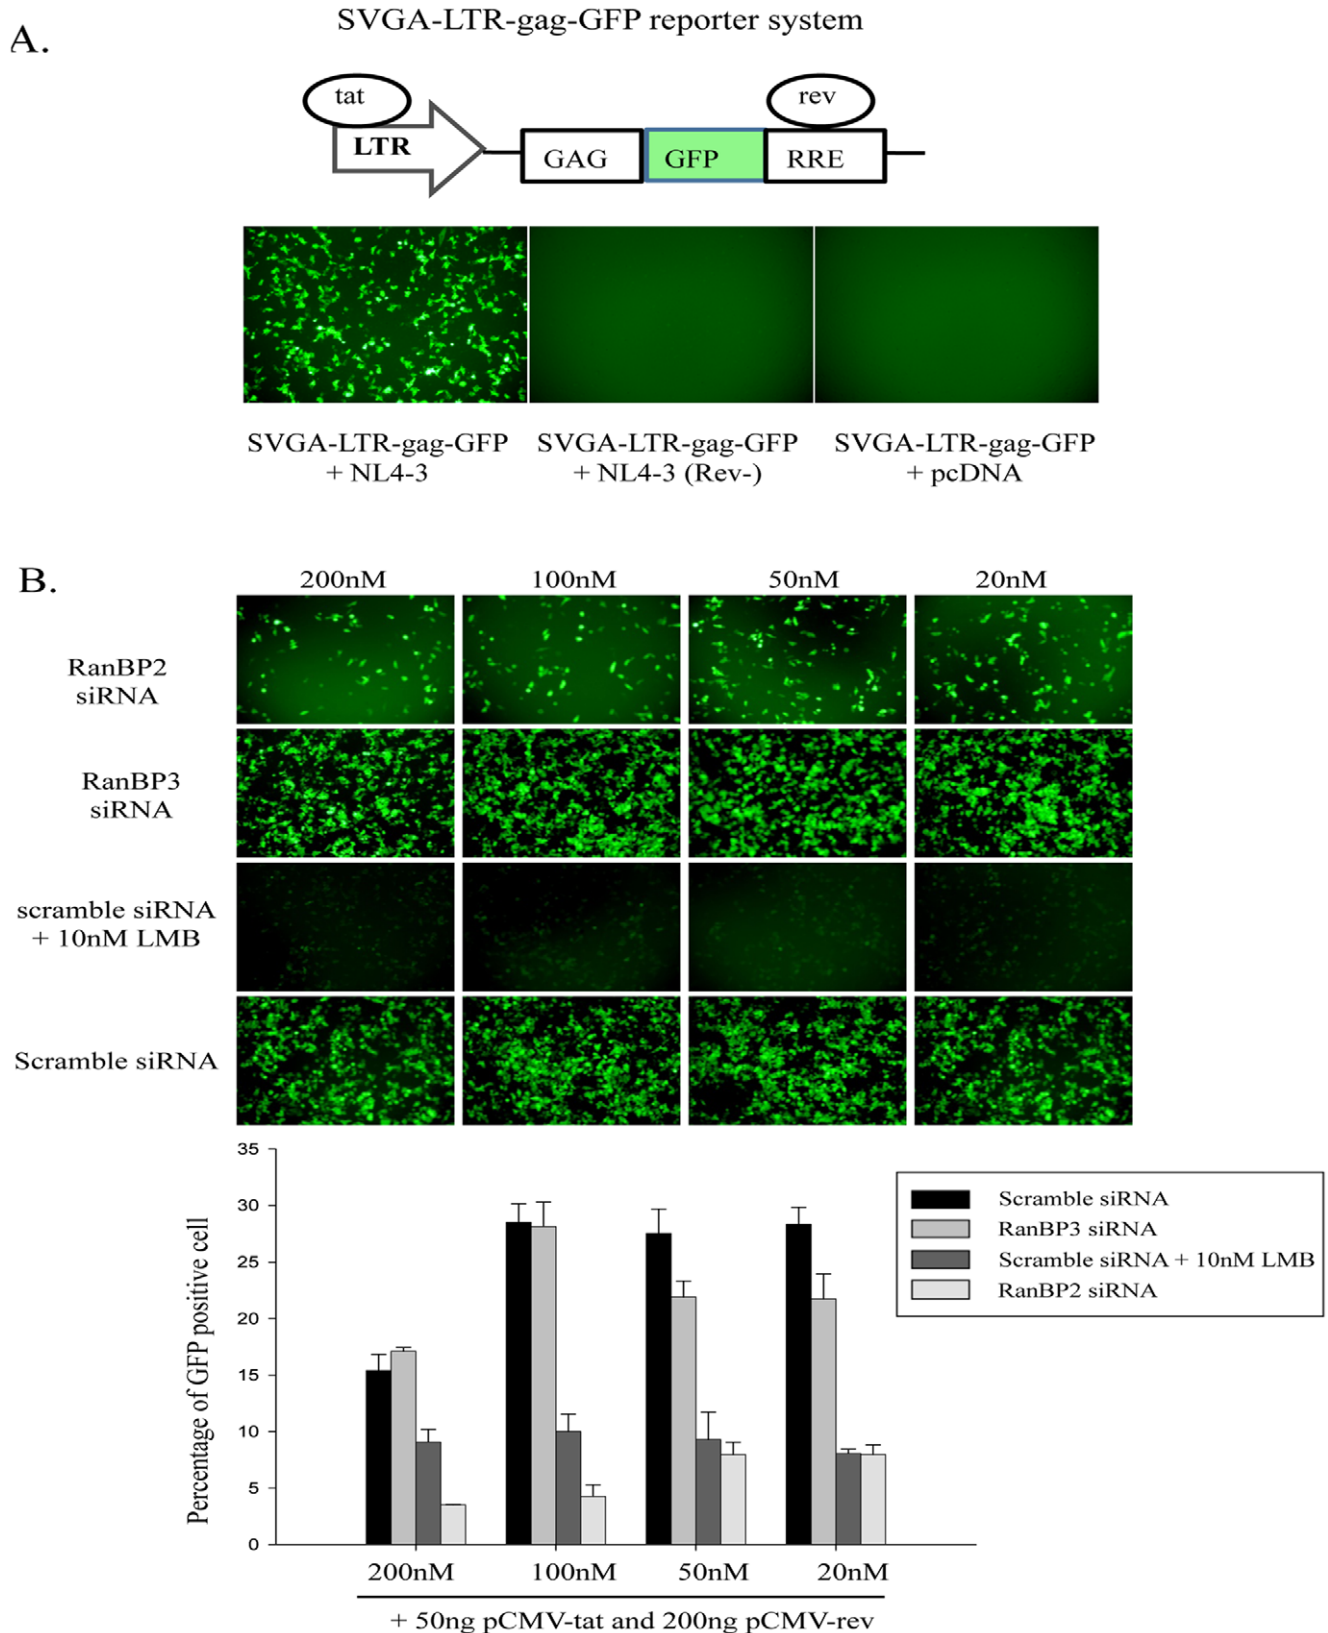 A.
SVGA-LTR-gag-GFP reporter system
tat
rev
LTR
GAG
GFP
RRE
SVGA-LTR-gag-GFP
+ NL4-3
SVGA-LTR-gag-GFP
+ NL4-3 (Rev-)
SVGA-LTR-gag-GFP
+ pcDNA
B.
200nM
100nM
50nM
20nM
RanBP2
siRNA
RanBP3
siRNA
scramble siRNA
+ 10nM LMB
Scramble siRNA
Percentage of GFP positive cell
35
30
25
20
15
10
5
0
Scramble siRNA
RanBP3 siRNA
Scramble siRNA + 10nM LMB
RanBP2 siRNA
200nM
100nM
50nM
20nM
+ 50ng pCMV-tat and 200ng pCMV-rev